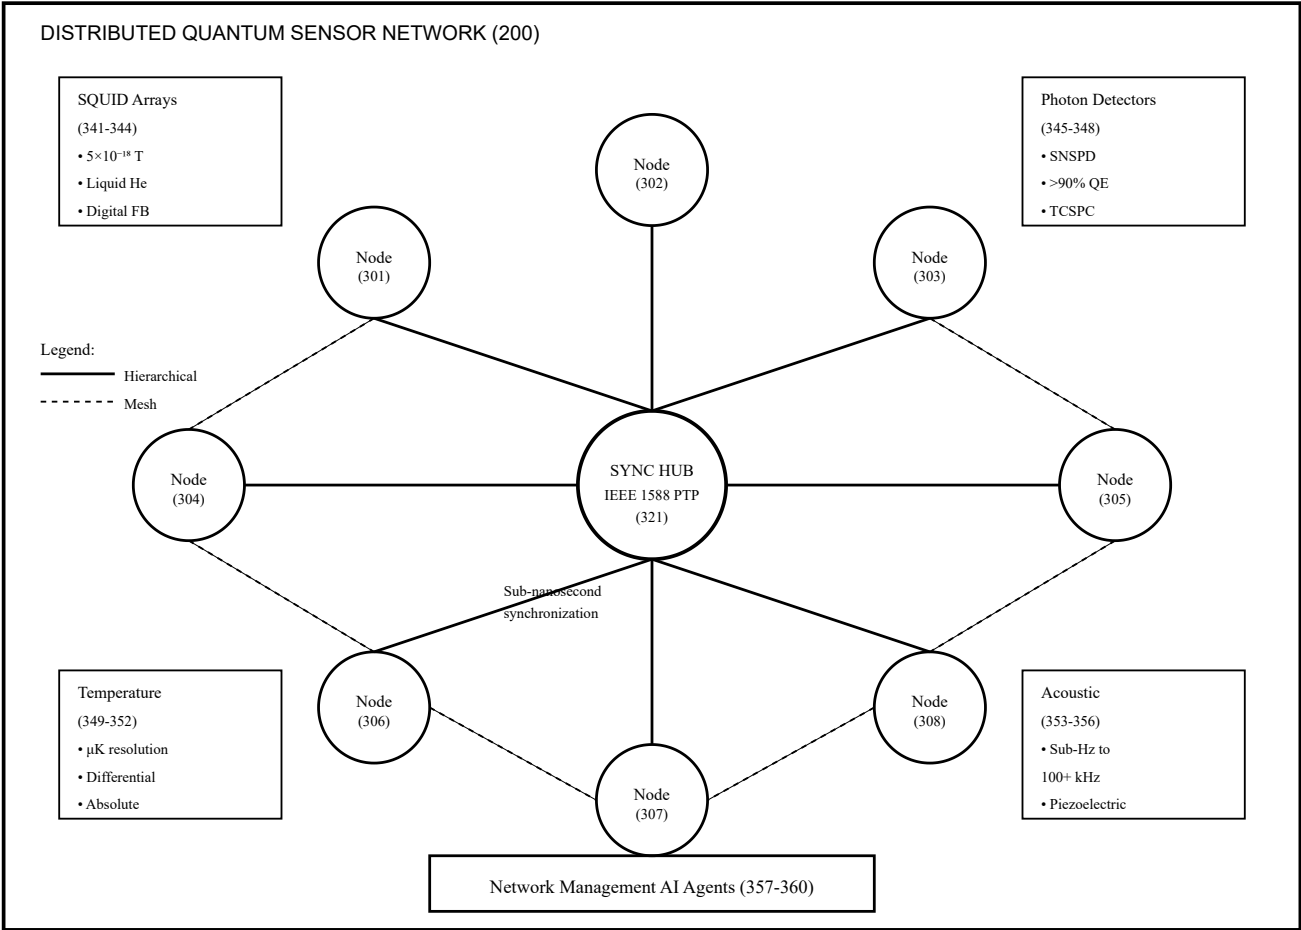 DISTRIBUTED QUANTUM SENSOR NETWORK (200)
SQUID Arrays
(341-344)
• 5×10⁻¹⁸ T
• Liquid He
• Digital FB
Photon Detectors
(345-348)
• SNSPD
• >90% QE
• TCSPC
Node
(302)
Node
(301)
Node
(303)
Legend:
Hierarchical
Mesh
Node
(304)
SYNC HUB
IEEE 1588 PTP
(321)
Node
(305)
Sub-nanosecond
synchronization
Temperature
(349-352)
• μK resolution
• Differential
• Absolute
Node
(306)
Node
(308)
Acoustic
(353-356)
• Sub-Hz to
100+ kHz
• Piezoelectric
Node
(307)
Network Management AI Agents (357-360)